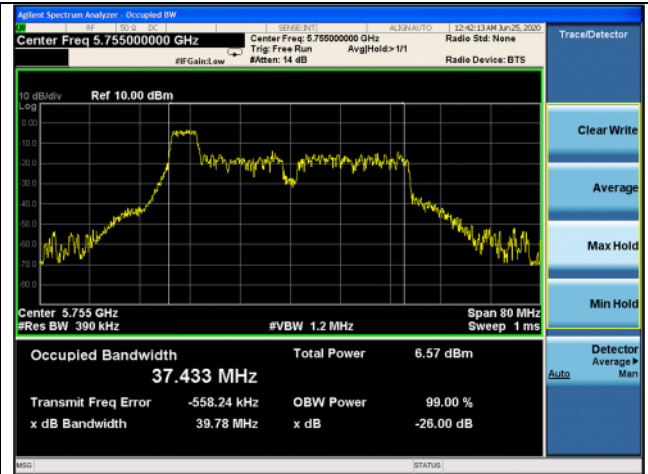 Agilent Spectrum Analyzer - Occupied BW
RF 50 Ω DC SENSE:INT ALIGN AUTO 12:42:13 AM Jun 25, 2020
Center Freq 5.755000000 GHz Center Freq: 5.755000000 GHz Radio Std: None Trace/Detector
Trig: Free Run Avg|Hold>1/1
#IFGain:Low #Atten: 14 dB Radio Device: BTS
10 dB/div Ref 10.00 dBm
Log
0.00
-10.0
-20.0
-30.0
-40.0
-50.0
-60.0
-70.0
-80.0
Clear Write
Average
Max Hold
Min Hold
Center 5.755 GHz Span 80 MHz
#Res BW 390 kHz #VBW 1.2 MHz Sweep 1 ms
Occupied Bandwidth Total Power 6.57 dBm
37.433 MHz
Transmit Freq Error -558.24 kHz OBW Power 99.00 %
x dB Bandwidth 39.78 MHz x dB -26.00 dB
Detector
Average
Auto Man
MSG STATUS